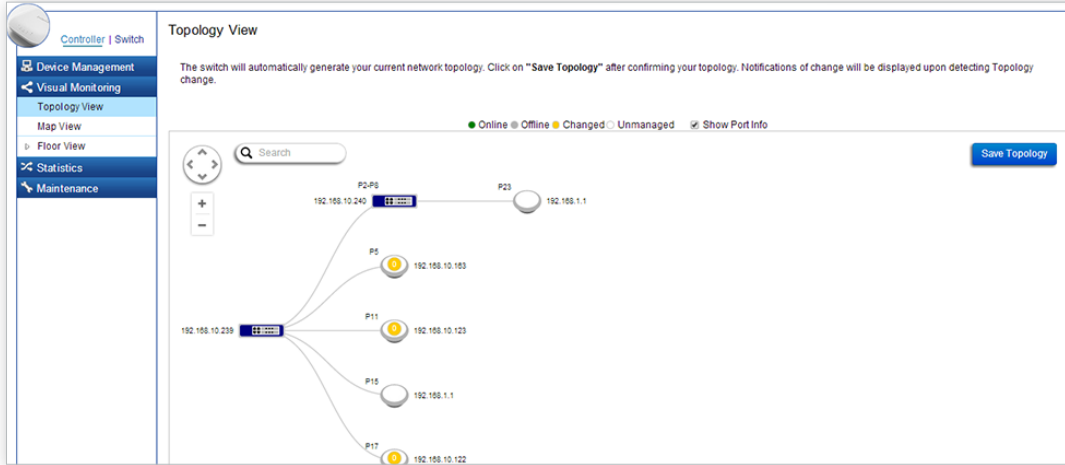 Topology View
Controller | Switch
Device Management
Visual Monitoring
Topology View
Map View
Floor View
Statistics
Maintenance
The switch will automatically generate your current network topology. Click on "Save Topology" after confirming your topology. Notifications of change will be displayed upon detecting Topology
change.
Online Offline Changed Unmanaged Show Port Info
Search
Save Topology
P2-P8 P23
192.168.10.240 192.168.1.1
P5
0 192.168.10.163
P11
192.168.10.239 0 192.168.10.123
P15
192.168.1.1
P17
0 192.168.10.122